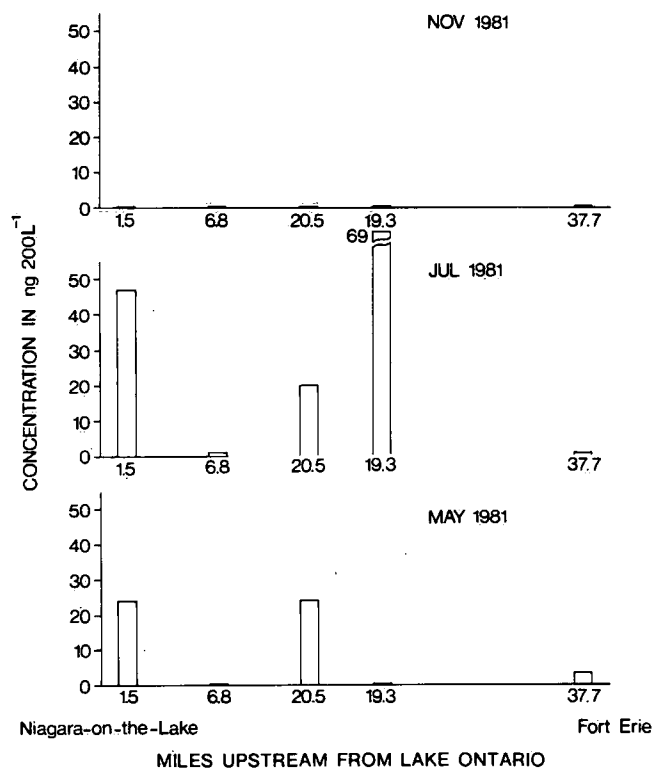 NOV 1981
50
40
30
20
10
0
1.5 6.8 20.5 19.3 37.7
69
JUL 1981
50
40
30
20
10
0
1.5 6.8 20.5 19.3 37.7
MAY 1981
50
40
30
20
10
0
1.5 6.8 20.5 19.3 37.7
CONCENTRATION IN ng 200L⁻¹
Niagara-on-the-Lake Fort Erie
MILES UPSTREAM FROM LAKE ONTARIO